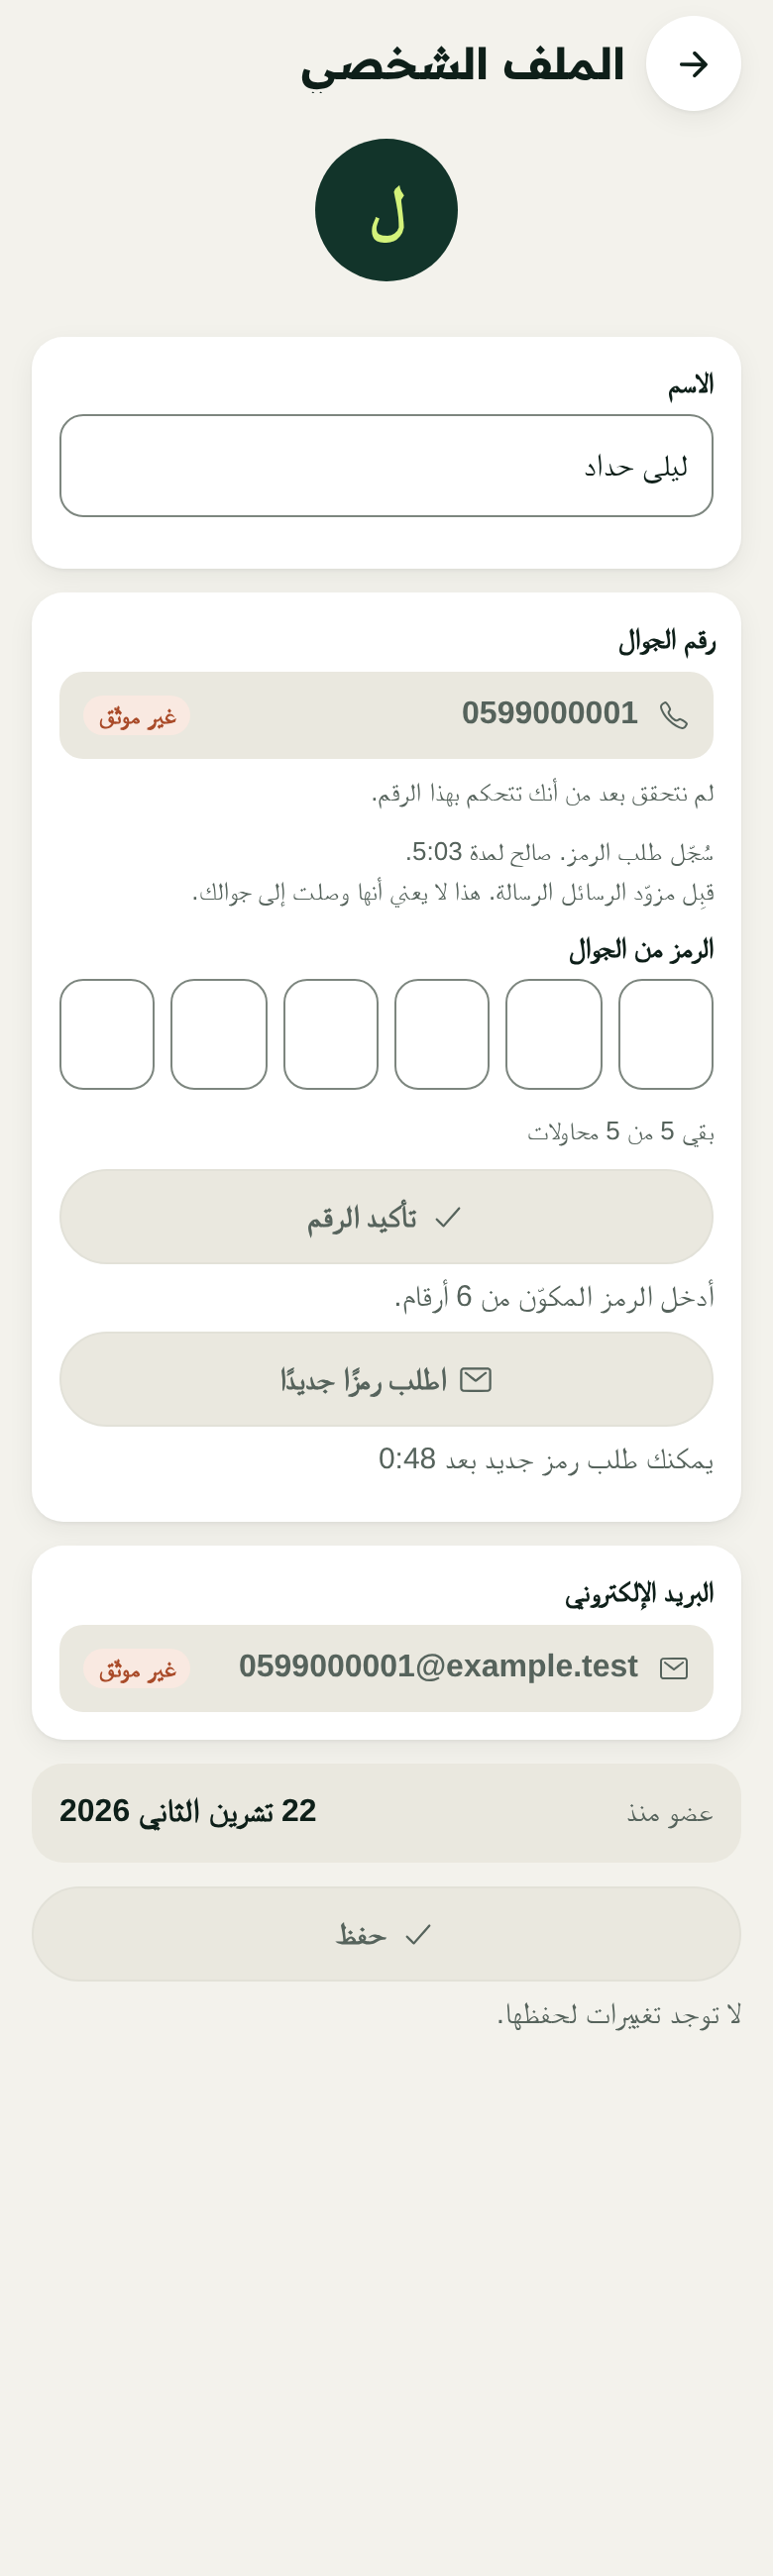 الملف الشخصي
ل
الاسم
ليلى حداد
رقم الجوال
0599000001
غير موثّق
لم نتحقق بعد من أنك تتحكم بهذا الرقم.
سُجّل طلب الرمز. صالح لمدة 5:03.
قبِل مزوّد الرسائل الرسالة. هذا لا يعني أنها وصلت إلى جوالك.
الرمز من الجوال
بقي 5 من 5 محاولات
تأكيد الرقم
أدخل الرمز المكوّن من 6 أرقام.
اطلب رمزًا جديدًا
يمكنك طلب رمز جديد بعد 0:48
البريد الإلكتروني
0599000001@example.test
غير موثّق
عضو منذ
22 تشرين الثاني 2026
حفظ
لا توجد تغييرات لحفظها.